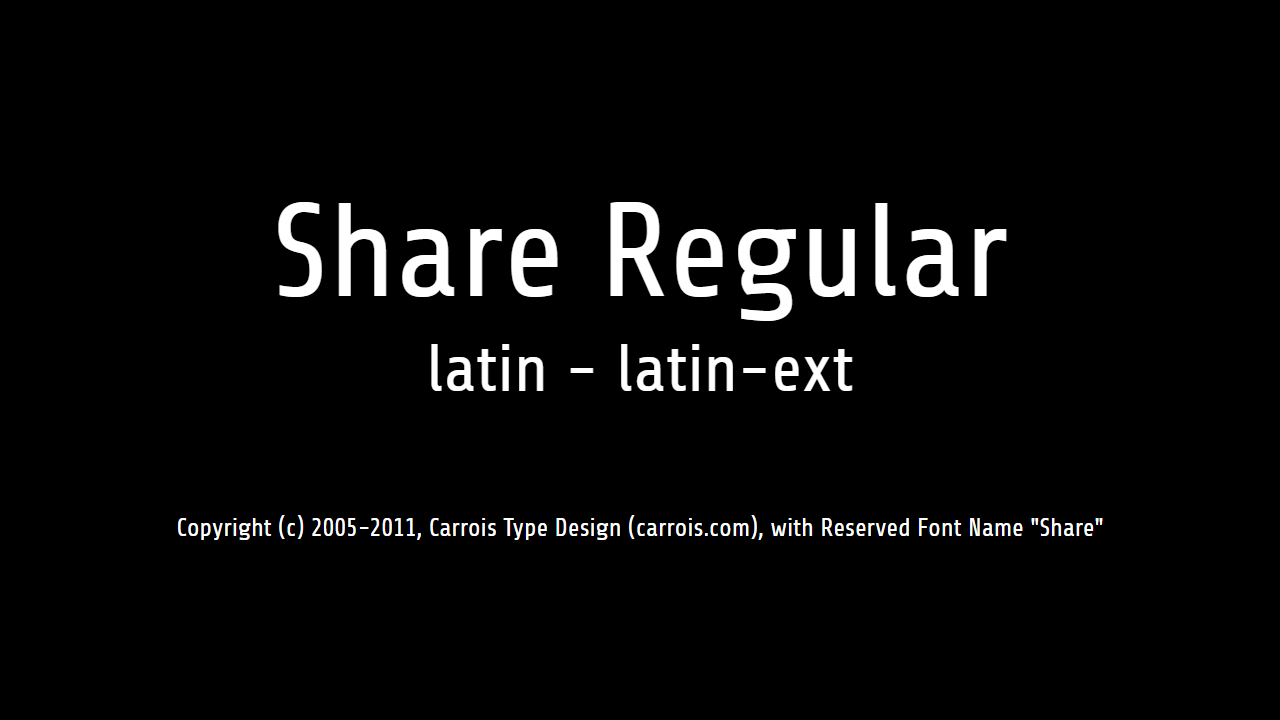 Share Regular
latin - latin-ext
Copyright (c) 2005-2011, Carrois Type Design (carrois.com), with Reserved Font Name "Share"